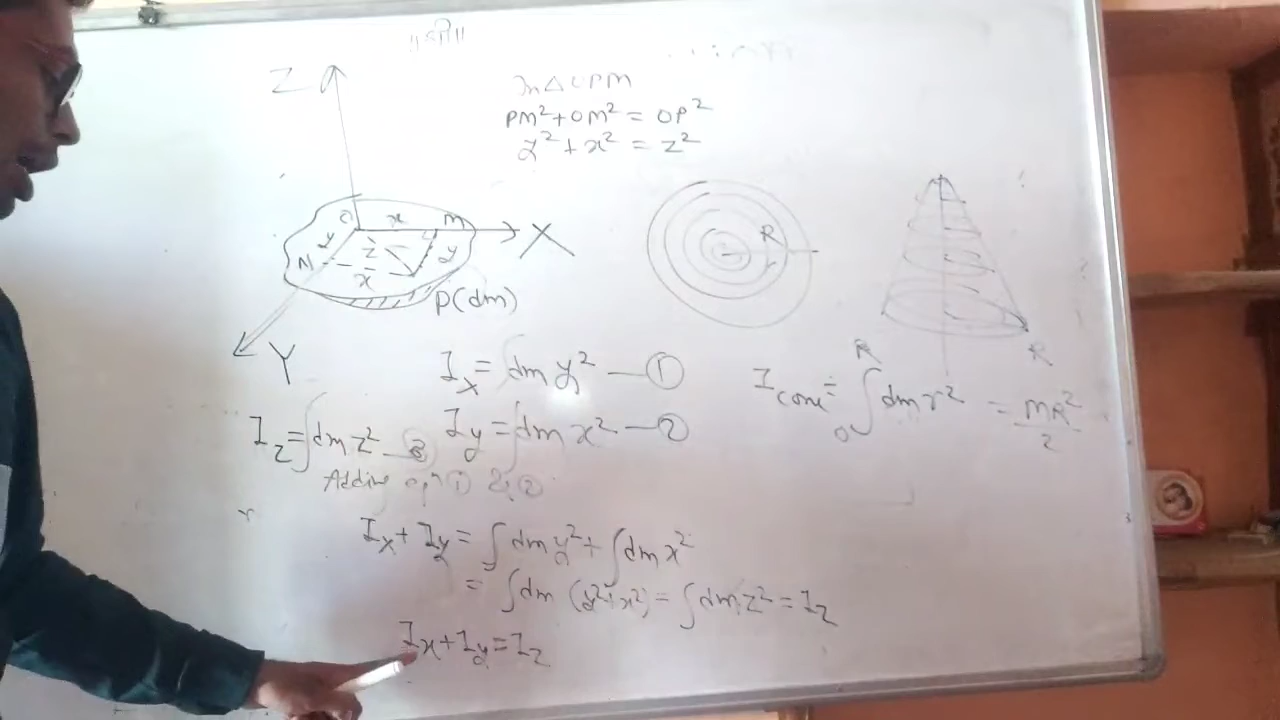 ॥ श्री ॥
In △OPM
PM² + OM² = OP²
y² + x² = z²
Z
O x M X
y z y
N x
P(dm)
Y
R
R
I_x = ∫dm y² — ①
I_z = ∫dm z² — ③ I_y = ∫dm x² — ②
Adding eqⁿ ① & ②
I_x + I_y = ∫dm y² + ∫dm x²
= ∫dm (y² + x²) = ∫dm z² = I_z
I_x + I_y = I_z
I_cone = ∫₀ᴿ dm r² = MR²/2